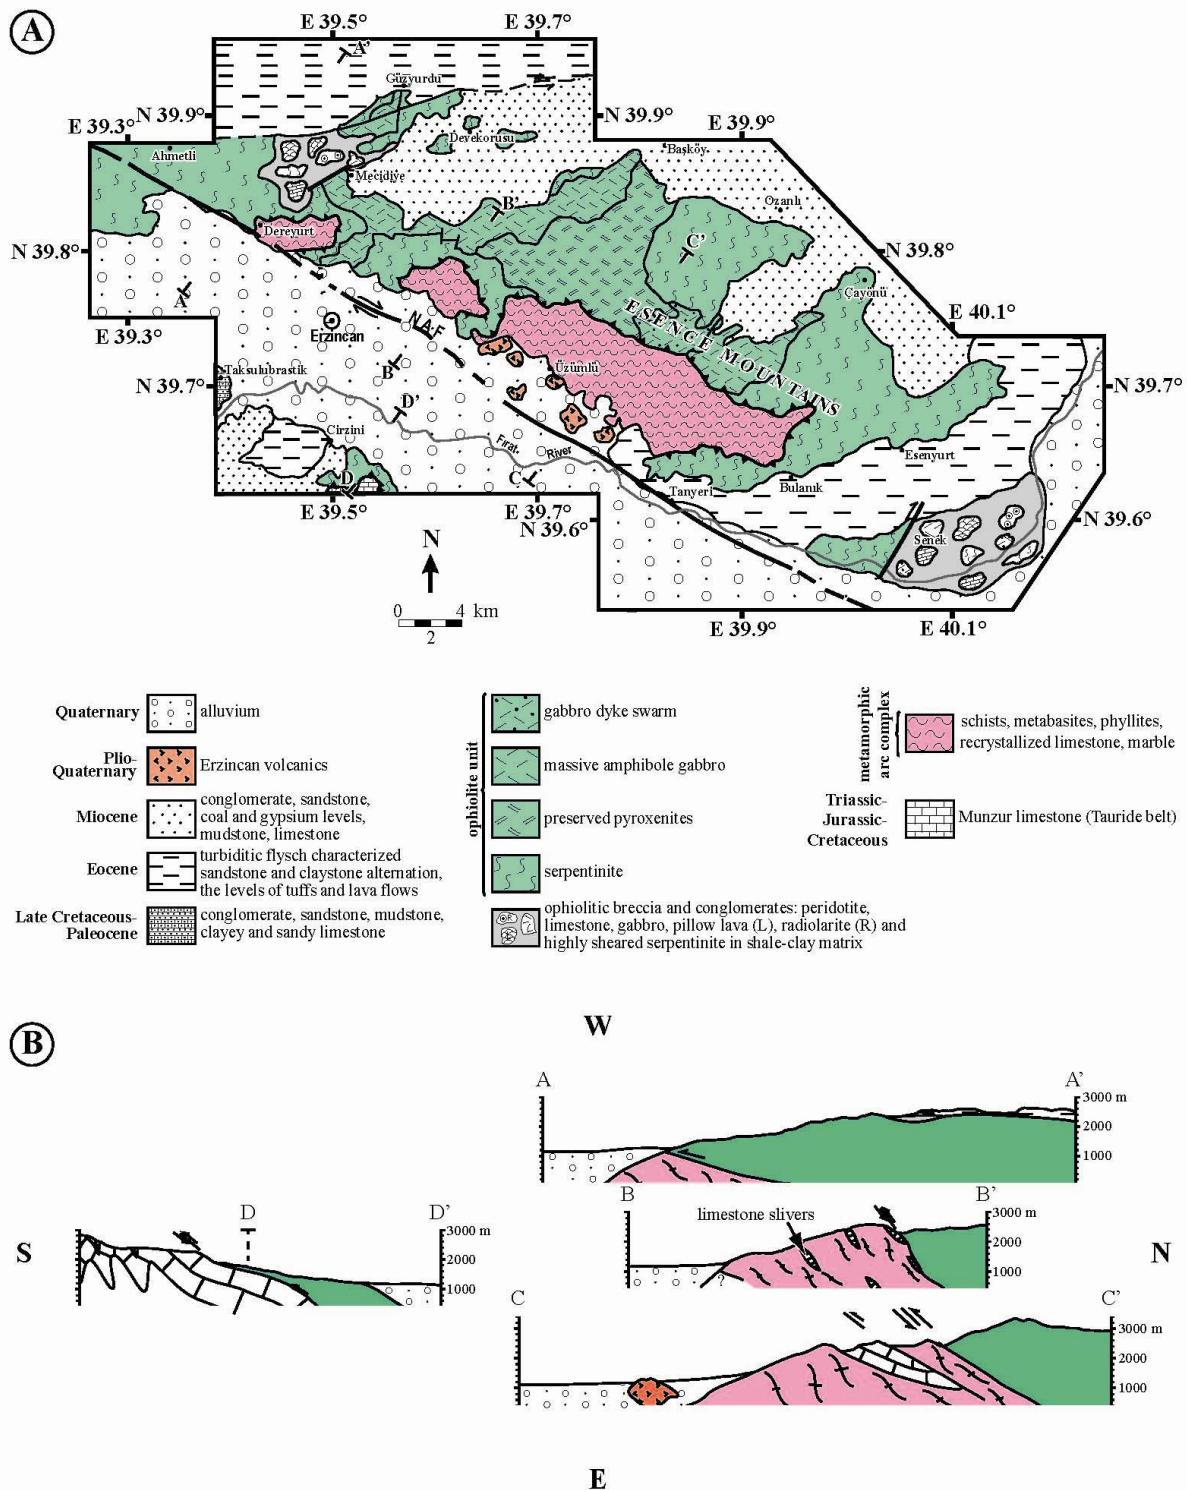 A
E 39.5°
E 39.7°
A'
Güzyurdu
N 39.9°
N 39.9°
E 39.3°
E 39.9°
Ahmetli
Devekorusu
Başköy
Mecidiye
B'
Ozanlı
Dereyurt
C'
N 39.8°
N 39.8°
A
Çayönü
E 40.1°
E 39.3°
Erzincan
N.A.F
ESENCE MOUNTAINS
Taksulubrastik
B
Üzümlü
N 39.7°
N 39.7°
D'
Cirzini
Fırat
River
Esenyurt
D
C
Tanyeri
Bulanık
E 39.5°
E 39.7°
N 39.6°
Senek
N 39.6°
N
0 4 km
2
E 39.9°
E 40.1°
Quaternary
alluvium
Plio-
Quaternary
Erzincan volcanics
Miocene
conglomerate, sandstone,
coal and gypsium levels,
mudstone, limestone
Eocene
turbiditic flysch characterized
sandstone and claystone alternation,
the levels of tuffs and lava flows
Late Cretaceous-
Paleocene
conglomerate, sandstone, mudstone,
clayey and sandy limestone
ophiolite unit
gabbro dyke swarm
massive amphibole gabbro
preserved pyroxenites
serpentinite
R
ophiolitic breccia and conglomerates: peridotite,
limestone, gabbro, pillow lava (L), radiolarite (R) and
highly sheared serpentinite in shale-clay matrix
metamorphic
arc complex
schists, metabasites, phyllites,
recrystallized limestone, marble
Triassic-
Jurassic-
Cretaceous
Munzur limestone (Tauride belt)
B
W
A
A'
3000 m
2000
1000
B
B'
limestone slivers
3000 m
2000
1000
?
S
D
D'
3000 m
2000
1000
N
C
C'
3000 m
2000
1000
E